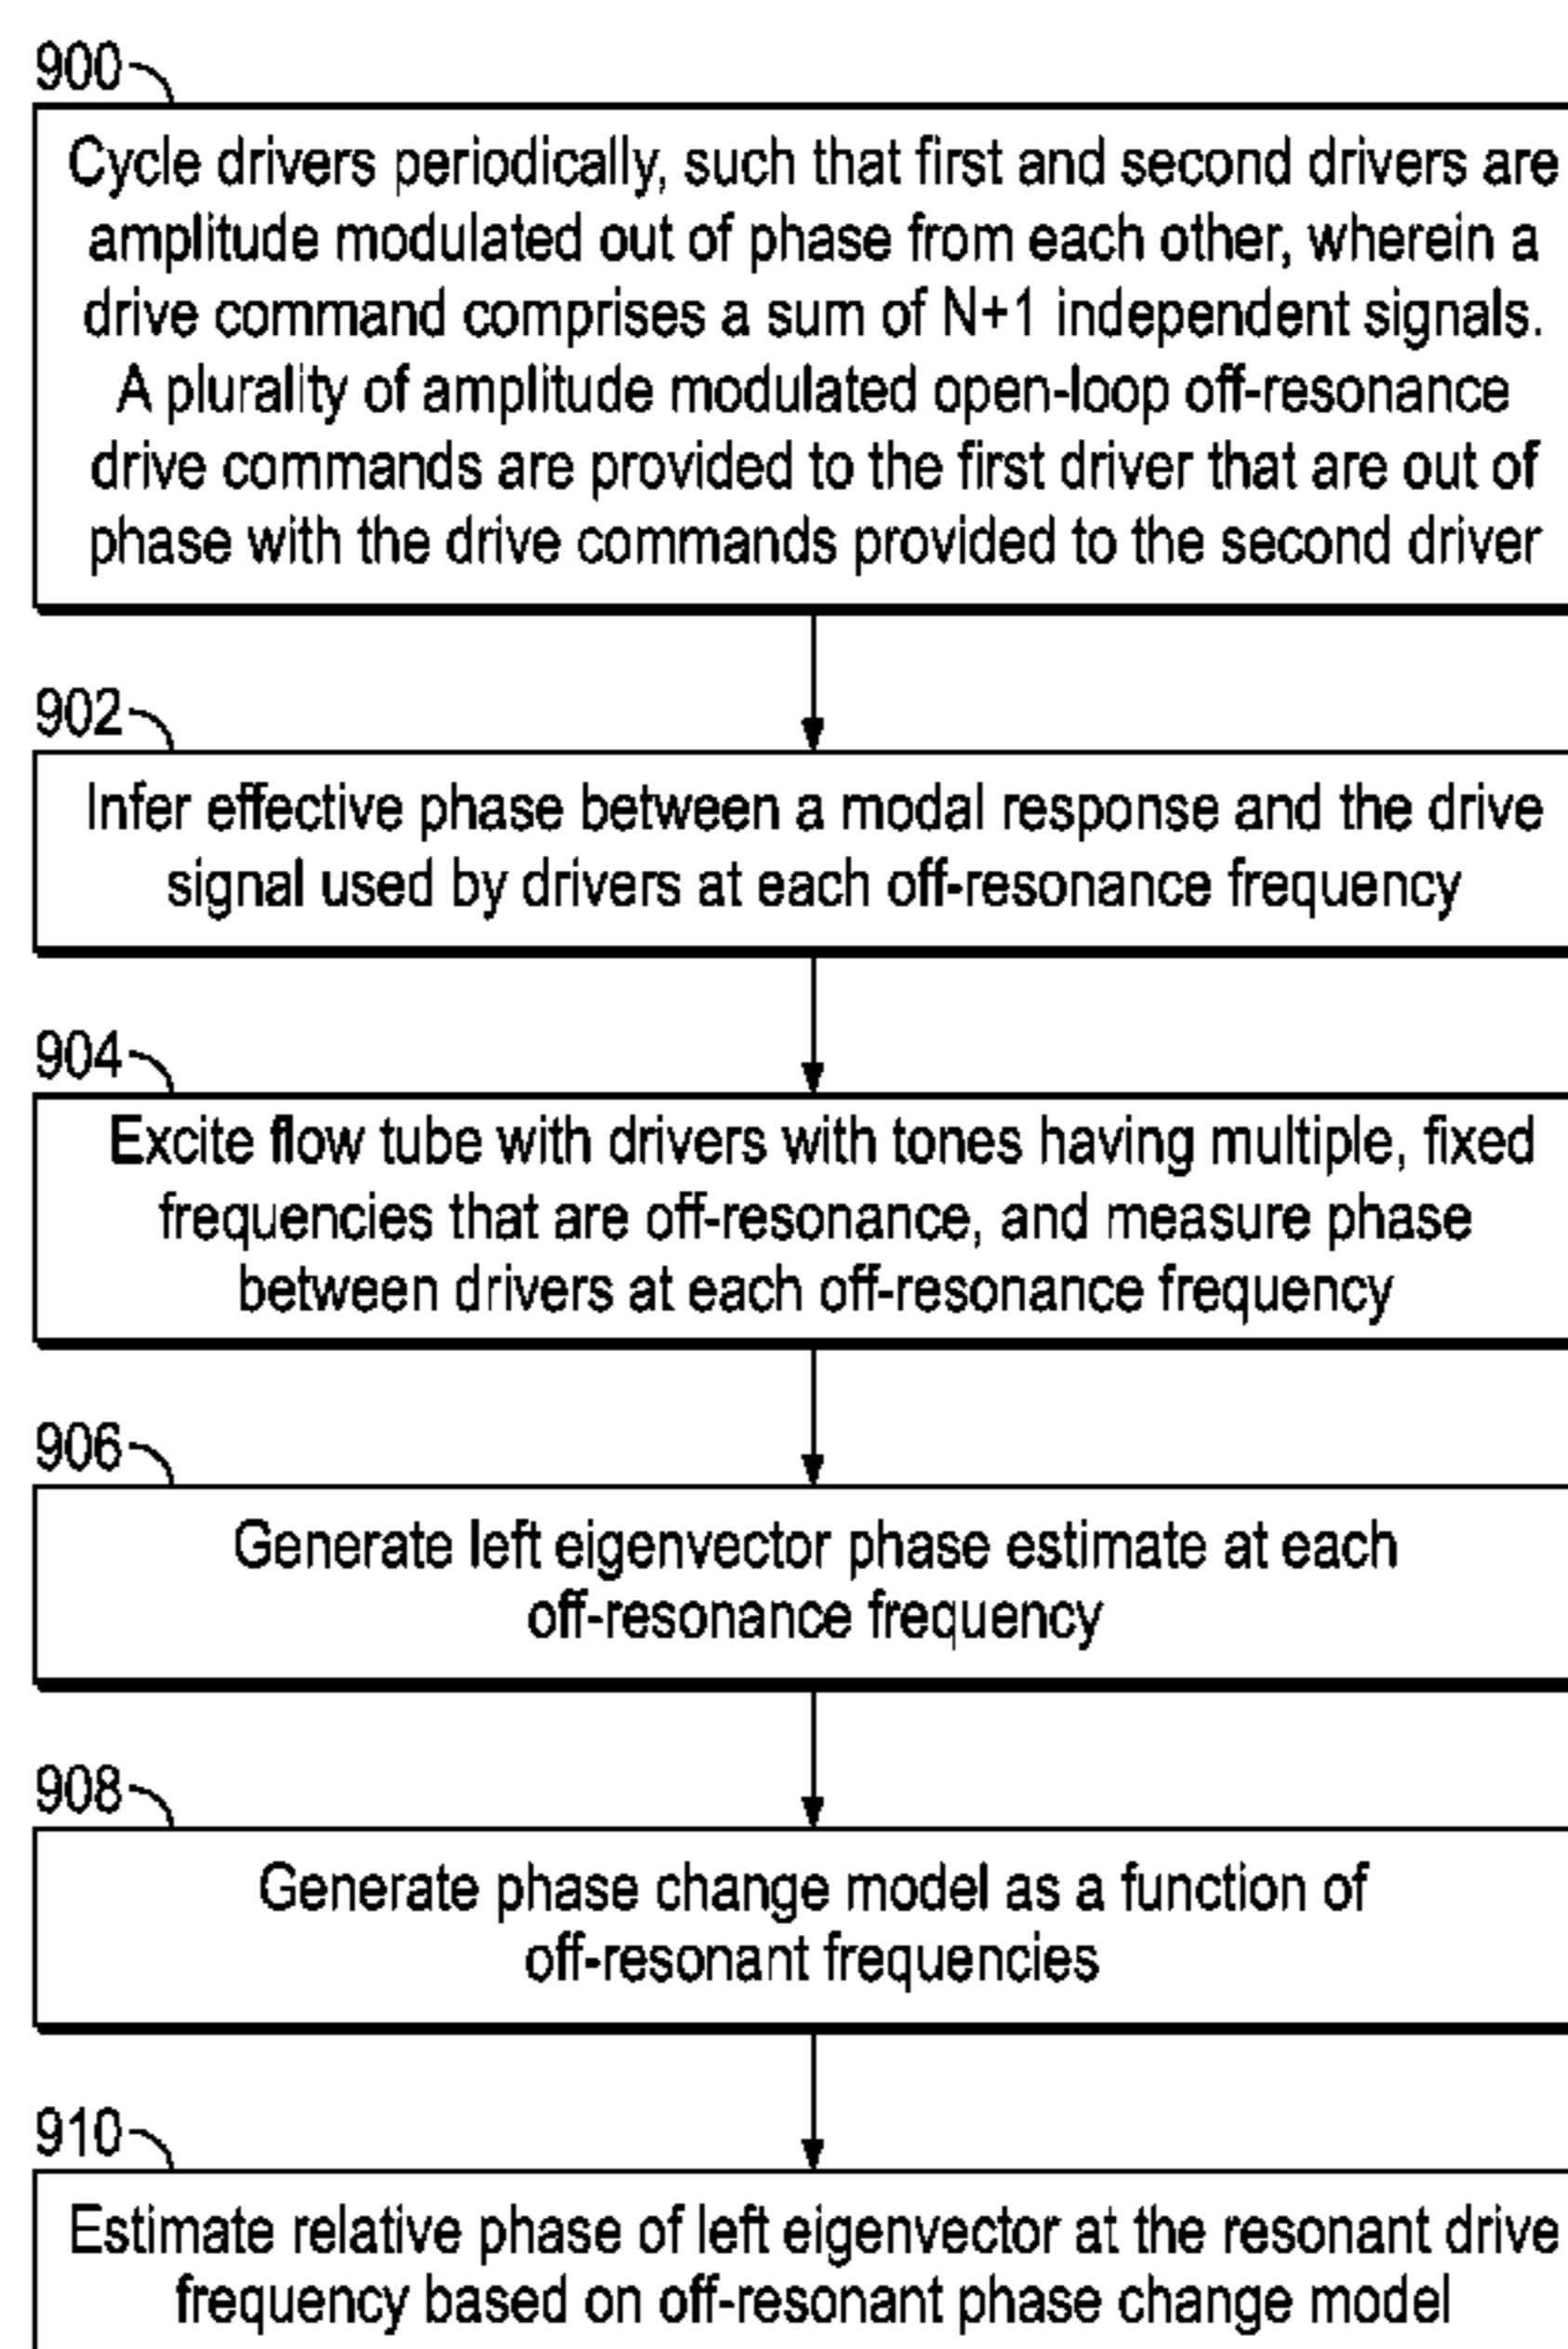 900
Cycle drivers periodically, such that first and second drivers are
amplitude modulated out of phase from each other, wherein a
drive command comprises a sum of N+1 independent signals.
A plurality of amplitude modulated open-loop off-resonance
drive commands are provided to the first driver that are out of
phase with the drive commands provided to the second driver
902
Infer effective phase between a modal response and the drive
signal used by drivers at each off-resonance frequency
904
Excite flow tube with drivers with tones having multiple, fixed
frequencies that are off-resonance, and measure phase
between drivers at each off-resonance frequency
906
Generate left eigenvector phase estimate at each
off-resonance frequency
908
Generate phase change model as a function of
off-resonant frequencies
910
Estimate relative phase of left eigenvector at the resonant drive
frequency based on off-resonant phase change model